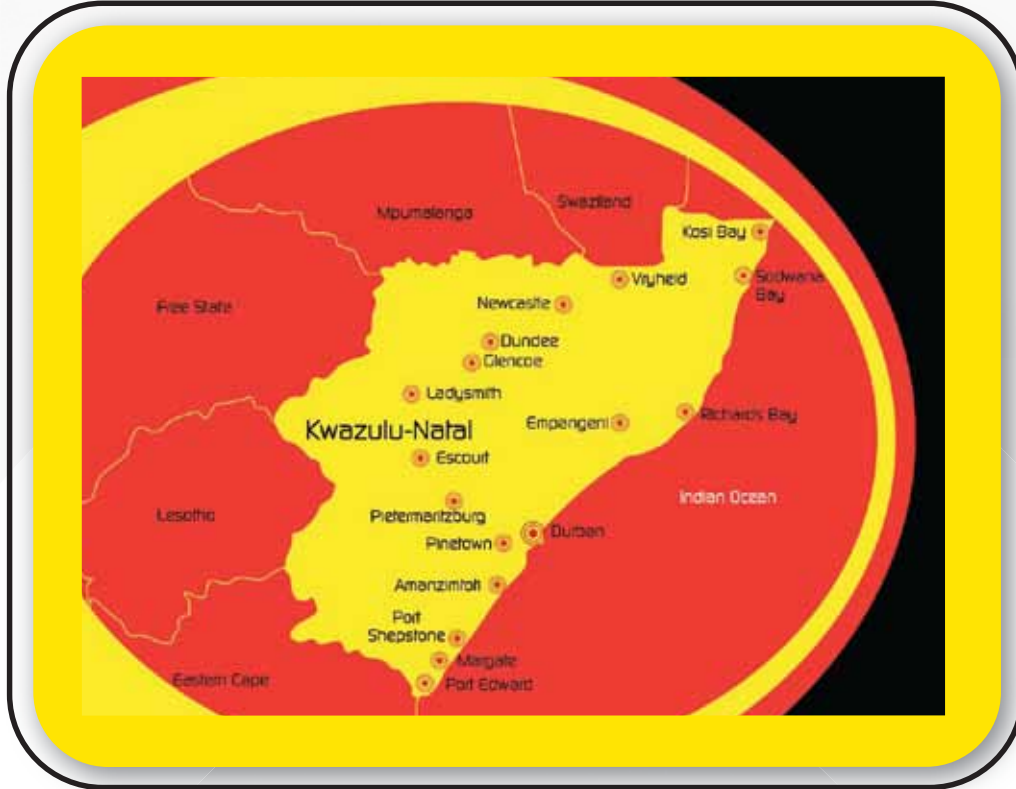 Mpumalanga
Swaziland
Kosi Bay
Free State
Vryheid
Sodwana
Bay
Newcastle
Dundee
Glencoe
Ladysmith
Richards Bay
Empangeni
Kwazulu-Natal
Escourt
Indian Ocean
Lesotho
Pietermaritzburg
Durban
Pinetown
Amanzimtoti
Port
Shepstone
Margate
Eastern Cape
Port Edward